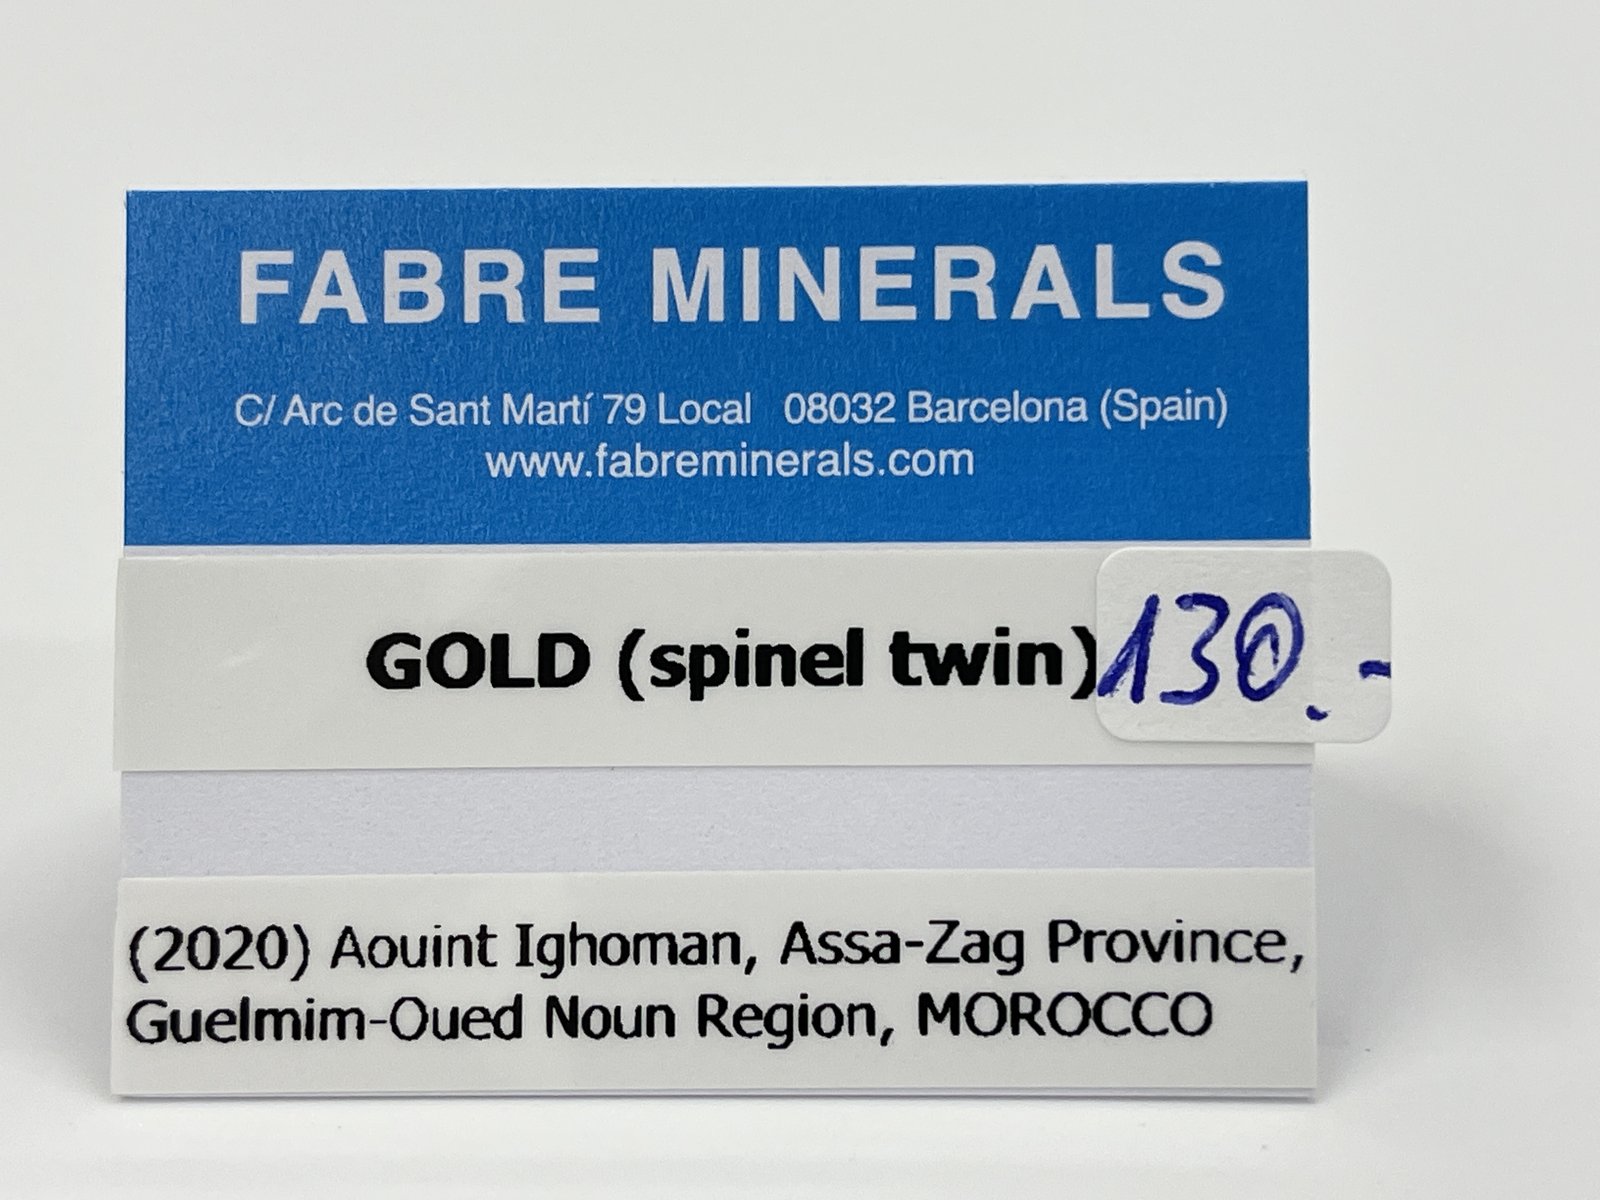 FABRE MINERALS
C/ Arc de Sant Martí 79 Local 08032 Barcelona (Spain)
www.fabreminerals.com
GOLD (spinel twin) 130.-
(2020) Aouint Ighoman, Assa-Zag Province,
Guelmim-Oued Noun Region, MOROCCO